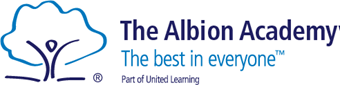 The Albion Academy
The best in everyone™
Part of United Learning
®